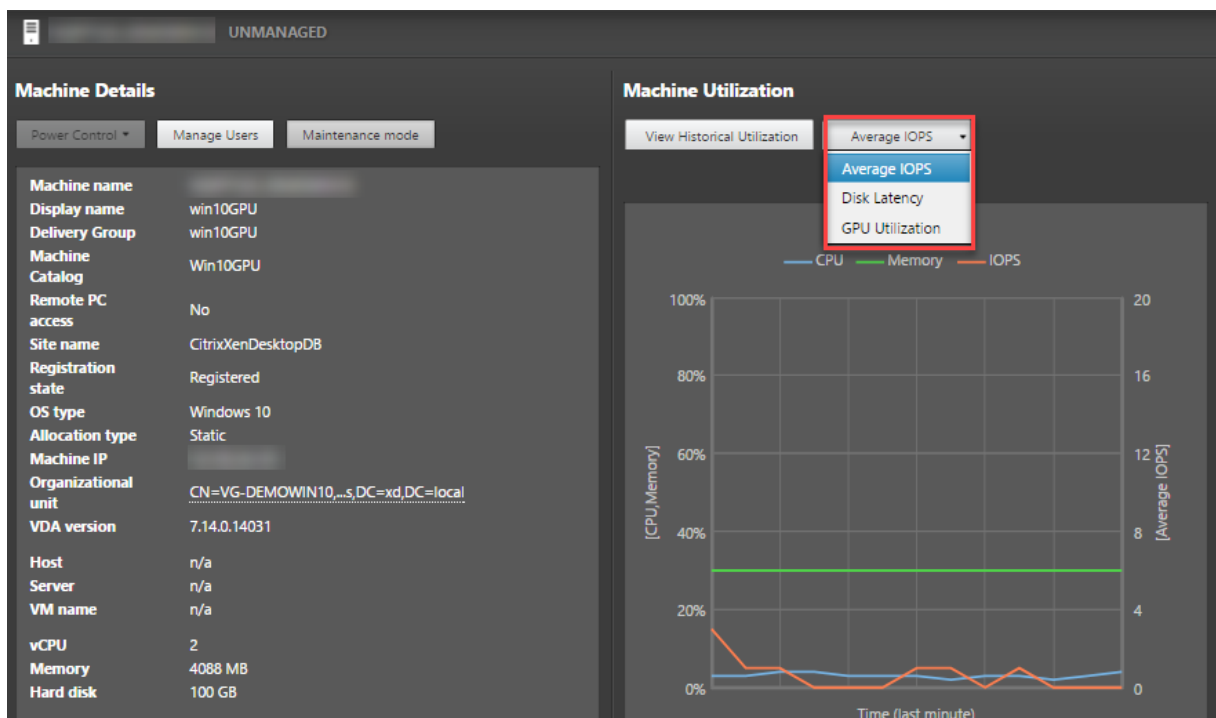 UNMANAGED
Machine Details
Power Control
Manage Users
Maintenance mode
Machine name
Display name win10GPU
Delivery Group win10GPU
Machine
Catalog
Win10GPU
Remote PC
access
No
Site name CitrixXenDesktopDB
Registration
state
Registered
OS type Windows 10
Allocation type Static
Machine IP
Organizational
unit
CN=VG-DEMOWIN10,...s,DC=xd,DC=local
VDA version 7.14.0.14031
Host n/a
Server n/a
VM name n/a
vCPU 2
Memory 4088 MB
Hard disk 100 GB
Machine Utilization
View Historical Utilization
Average IOPS
Average IOPS
Disk Latency
GPU Utilization
CPU Memory IOPS
100% 20
80% 16
60% 12
40% 8
20% 4
0% 0
[CPU,Memory]
[Average IOPS]
Time (last minute)